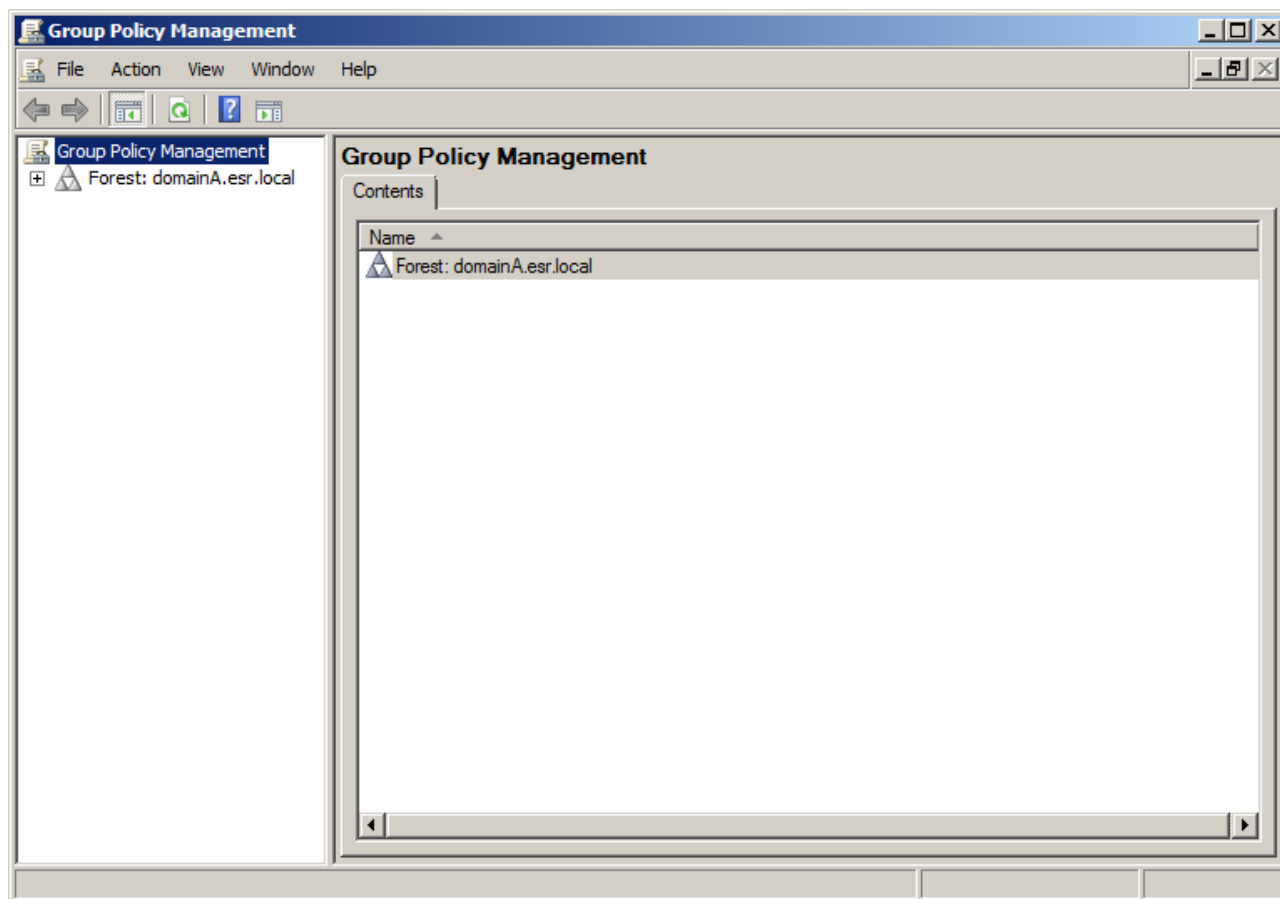 Group Policy Management
File Action View Window Help
Group Policy Management
Forest: domainA.esr.local
Group Policy Management
Contents
Name
Forest: domainA.esr.local